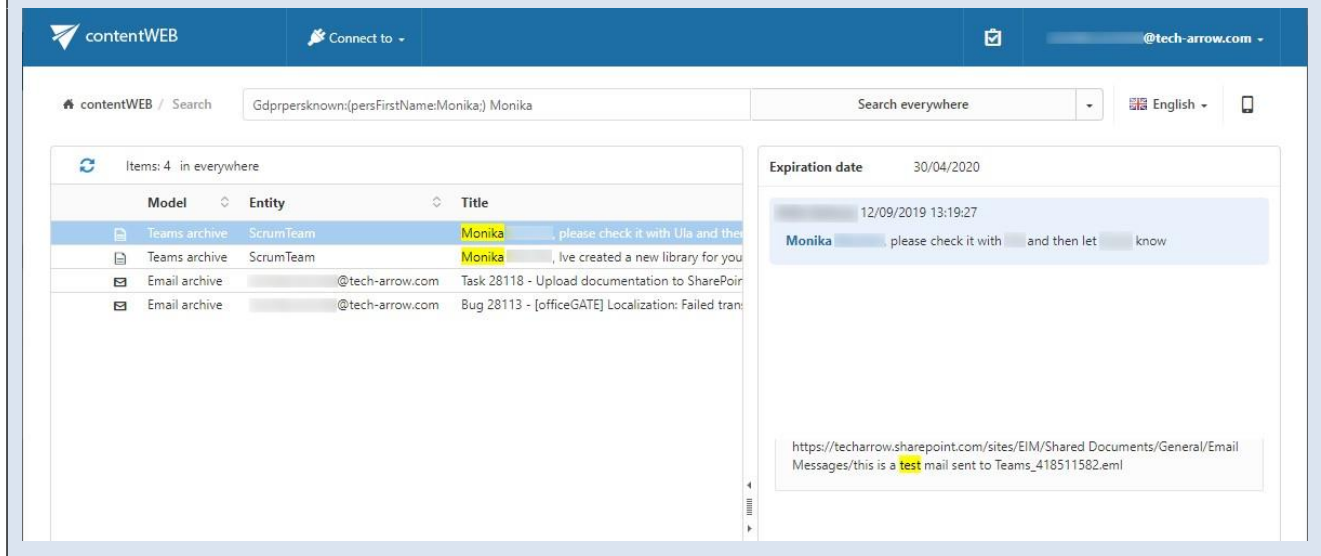 contentWEB Connect to @tech-arrow.com
contentWEB / Search Gdprpersknown:(persFirstName:Monika;) Monika Search everywhere English
Items: 4 in everywhere
Model Entity Title
Teams archive ScrumTeam Monika , please check it with Ula and then
Teams archive ScrumTeam Monika , Ive created a new library for you
Email archive @tech-arrow.com Task 28118 - Upload documentation to SharePoin
Email archive @tech-arrow.com Bug 28113 - [officeGATE] Localization: Failed trans
Expiration date 30/04/2020
12/09/2019 13:19:27
Monika , please check it with and then let know
https://techarrow.sharepoint.com/sites/EIM/Shared Documents/General/Email
Messages/this is a test mail sent to Teams_418511582.eml